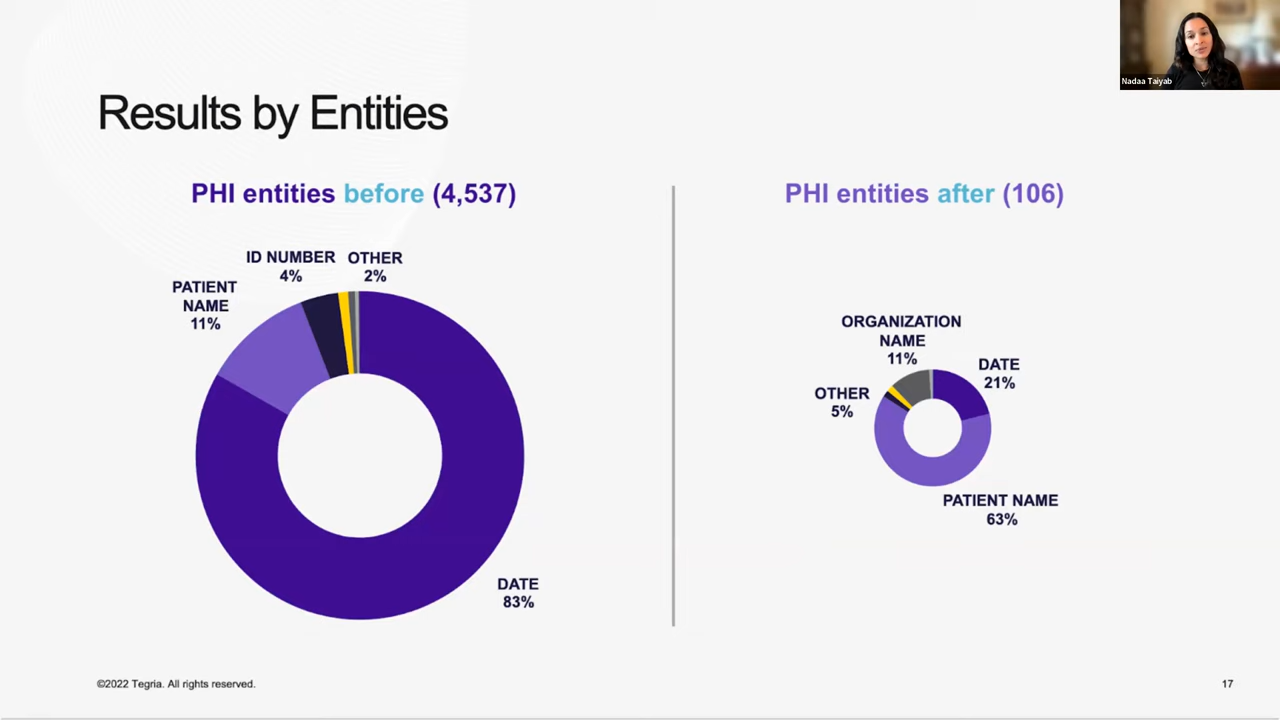 Nadaa Taiyab
Results by Entities
PHI entities before (4,537)
ID NUMBER
4%
OTHER
2%
PATIENT
NAME
11%
DATE
83%
PHI entities after (106)
ORGANIZATION
NAME
11%
DATE
21%
OTHER
5%
PATIENT NAME
63%
©2022 Tegria. All rights reserved.
17